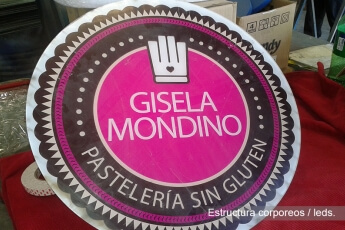 GISELA
MONDINO
PASTELERÍA SIN GLUTEN
Estructura corporeos / leds.